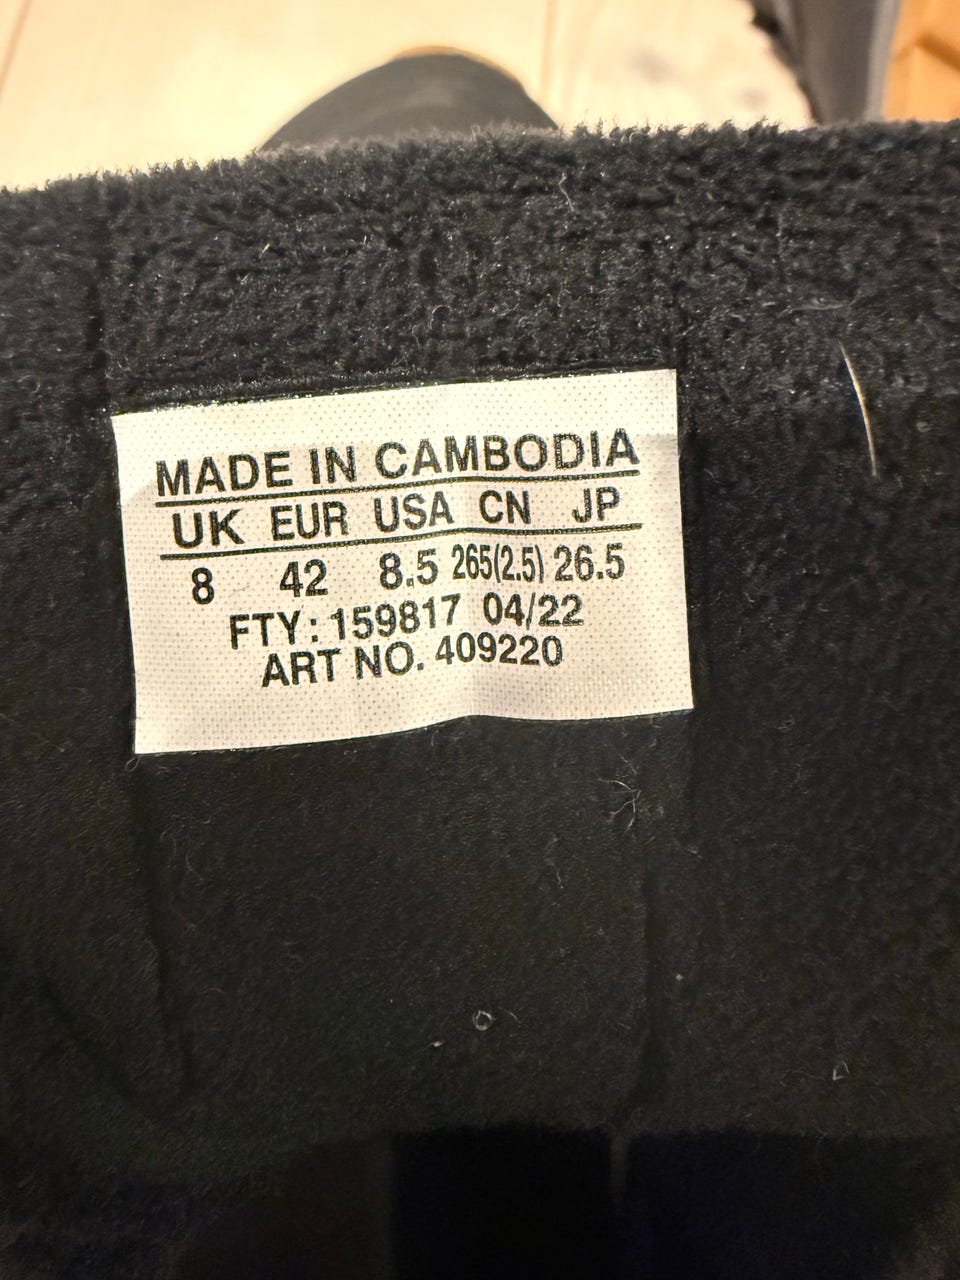 MADE IN CAMBODIA
UK EUR USA CN JP
8 42 8.5 265(2.5) 26.5
FTY: 159817 04/22
ART NO. 409220